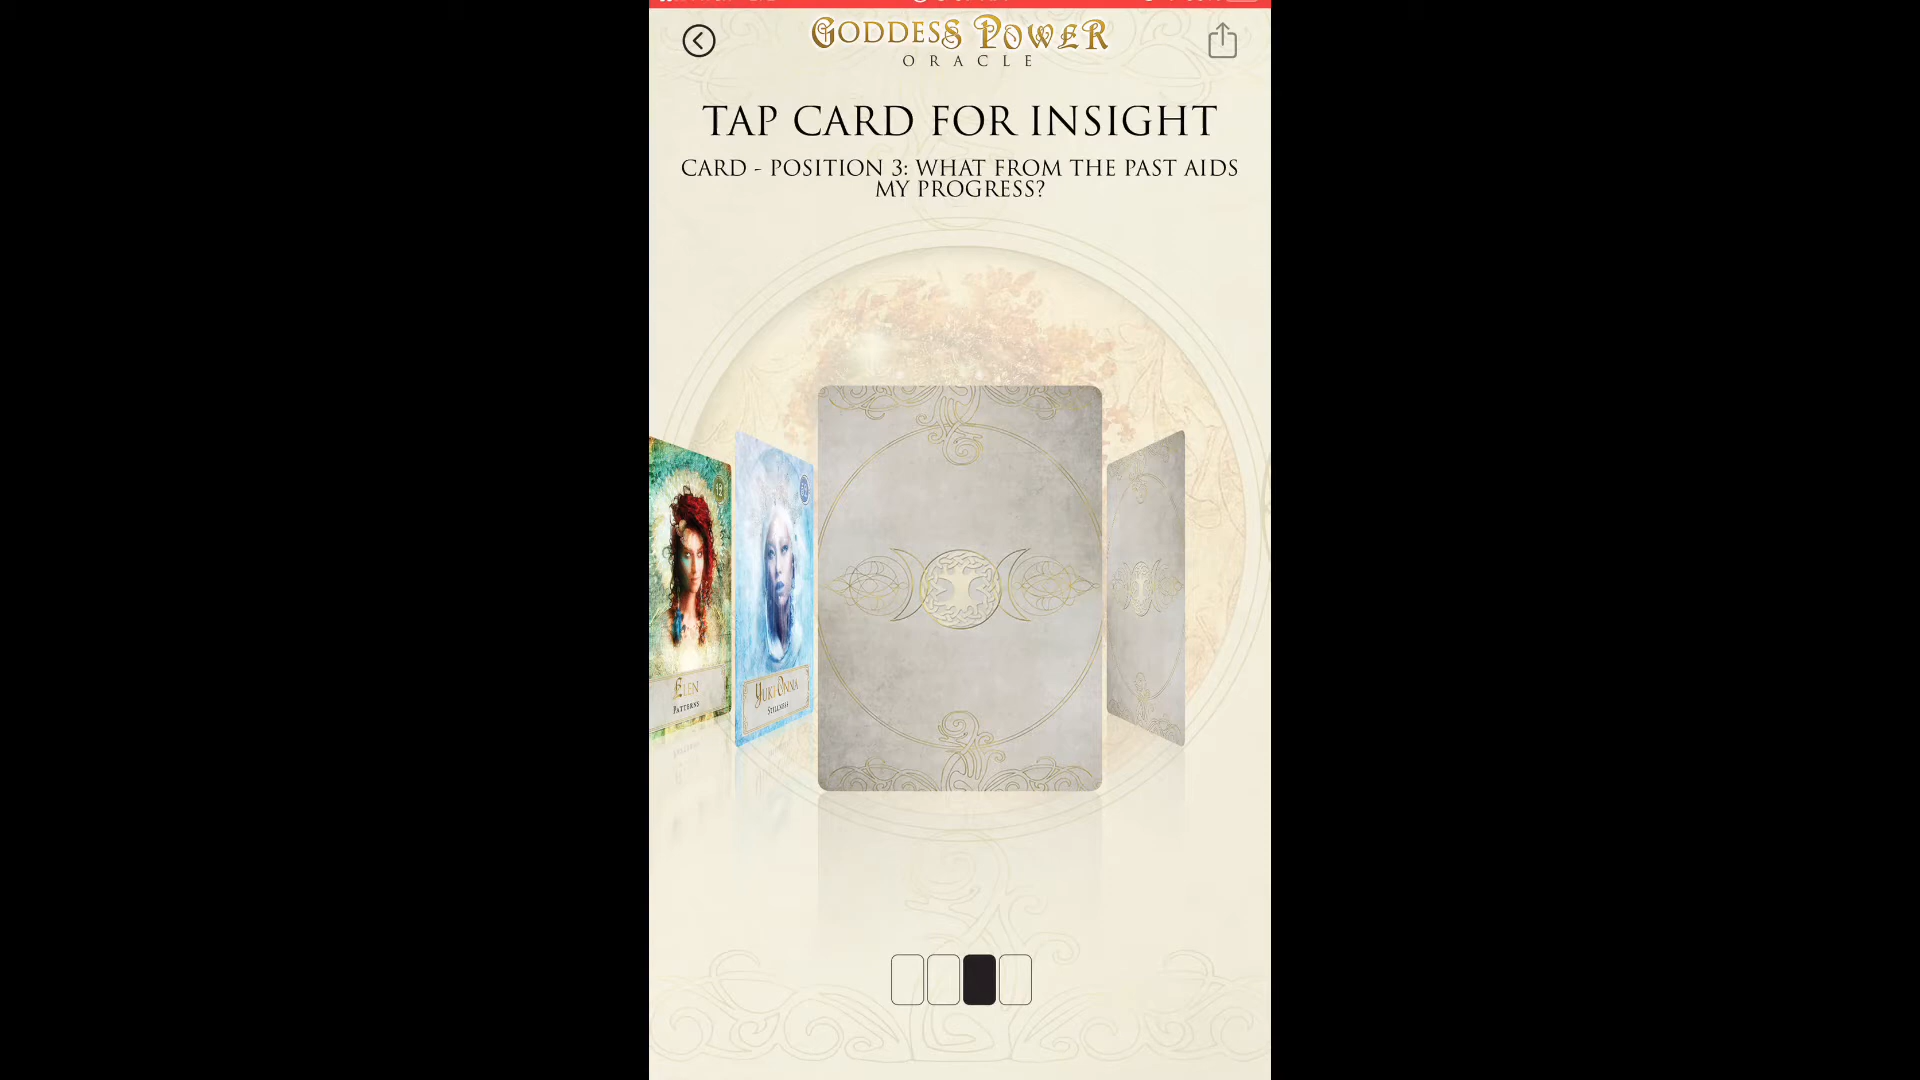 GODDESS POWER
ORACLE
TAP CARD FOR INSIGHT
CARD - POSITION 3: WHAT FROM THE PAST AIDS
MY PROGRESS?
12
ELEN
PATTERNS
YUKI ONNA
STILLNESS